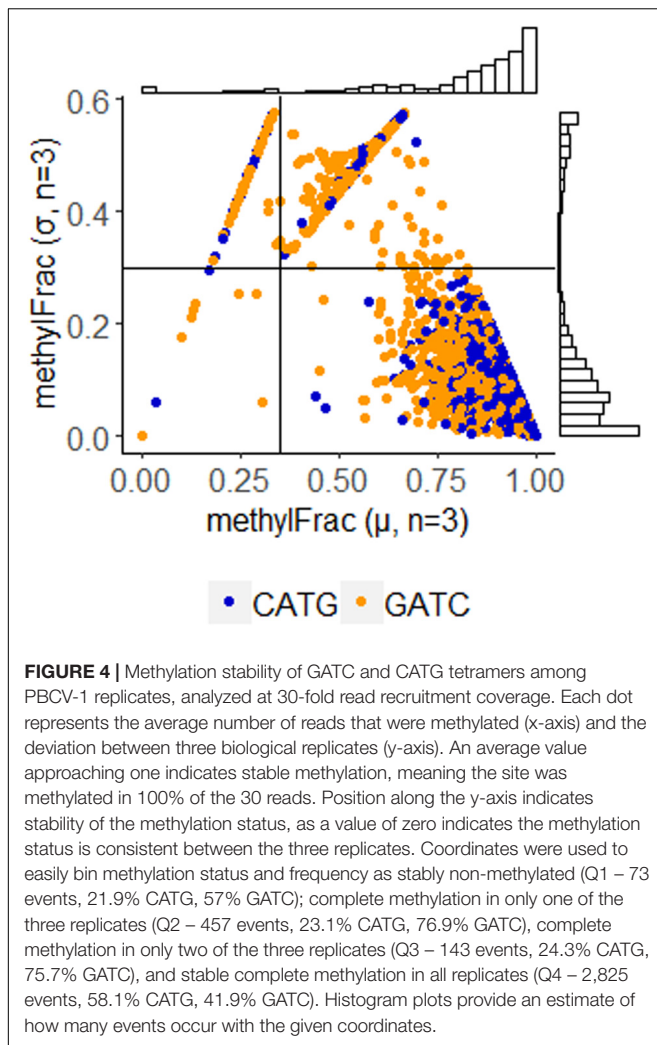 0.6
0.4
0.2
0.0
methylFrac (σ, n=3)
0.00 0.25 0.50 0.75 1.00
methylFrac (μ, n=3)
CATG GATC
FIGURE 4 | Methylation stability of GATC and CATG tetramers among
PBCV-1 replicates, analyzed at 30-fold read recruitment coverage. Each dot
represents the average number of reads that were methylated (x-axis) and the
deviation between three biological replicates (y-axis). An average value
approaching one indicates stable methylation, meaning the site was
methylated in 100% of the 30 reads. Position along the y-axis indicates
stability of the methylation status, as a value of zero indicates the methylation
status is consistent between the three replicates. Coordinates were used to
easily bin methylation status and frequency as stably non-methylated (Q1 – 73
events, 21.9% CATG, 57% GATC); complete methylation in only one of the
three replicates (Q2 – 457 events, 23.1% CATG, 76.9% GATC), complete
methylation in only two of the three replicates (Q3 – 143 events, 24.3% CATG,
75.7% GATC), and stable complete methylation in all replicates (Q4 – 2,825
events, 58.1% CATG, 41.9% GATC). Histogram plots provide an estimate of
how many events occur with the given coordinates.